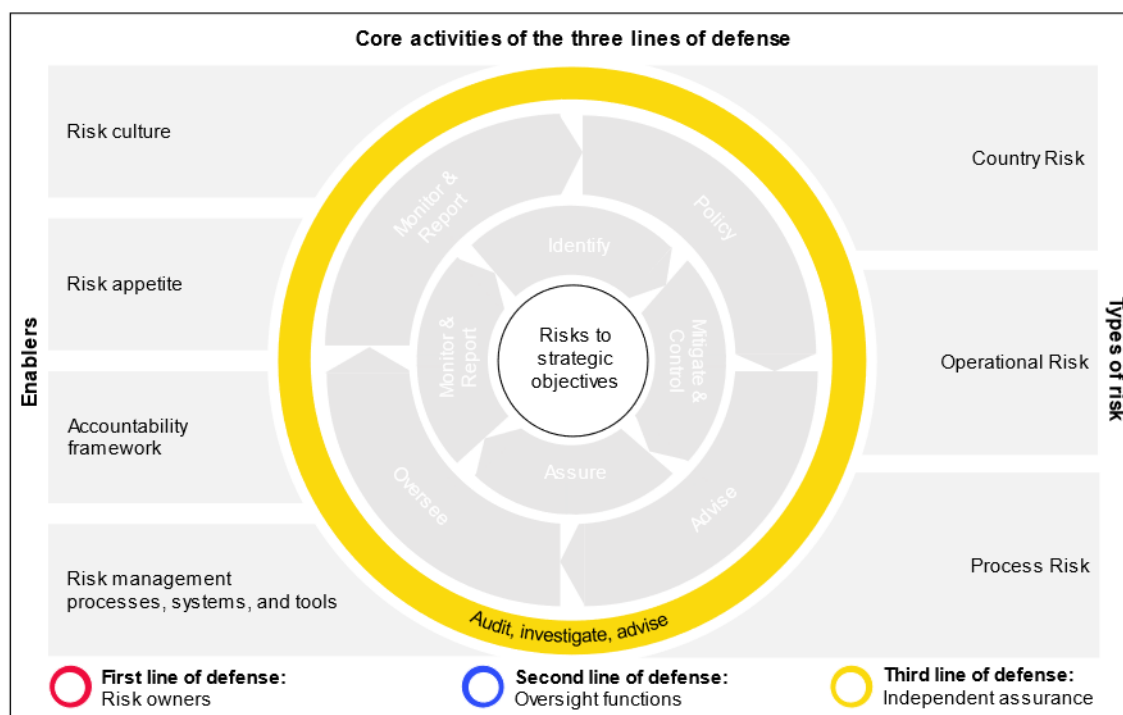 Core activities of the three lines of defense
Enablers
Risk culture
Risk appetite
Accountability
framework
Risk management
processes, systems, and tools
Monitor &
Report
Policy
Advise
Oversee
Identify
Mitigate &
Control
Assure
Monitor &
Report
Risks to
strategic
objectives
Audit, investigate, advise
Types of risk
Country Risk
Operational Risk
Process Risk
First line of defense:
Risk owners
Second line of defense:
Oversight functions
Third line of defense:
Independent assurance